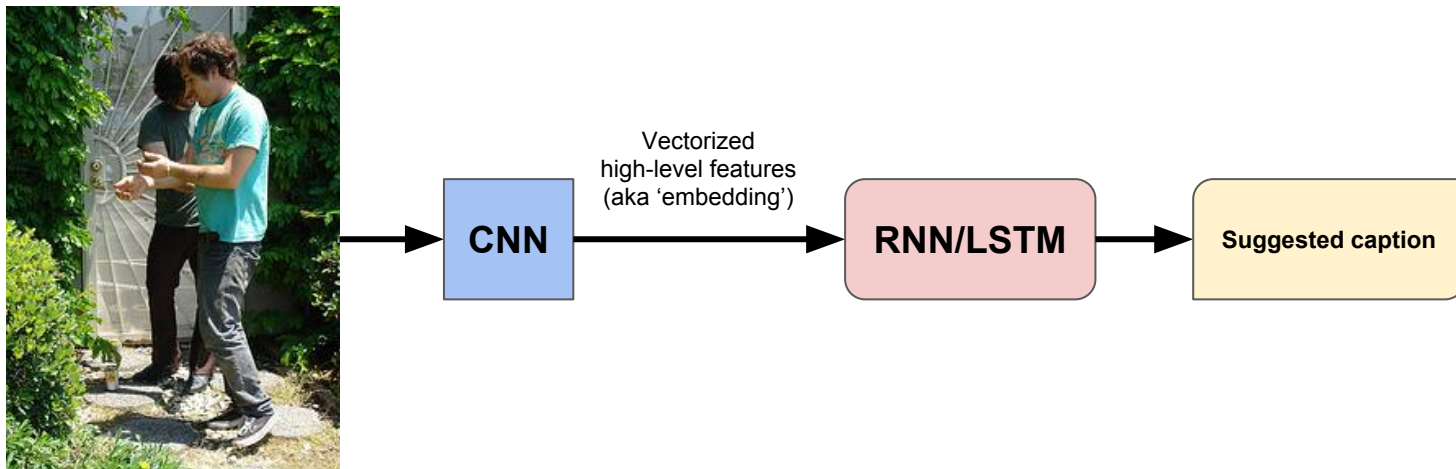 Vectorized
high-level features
(aka ‘embedding’)
CNN
RNN/LSTM
Suggested caption